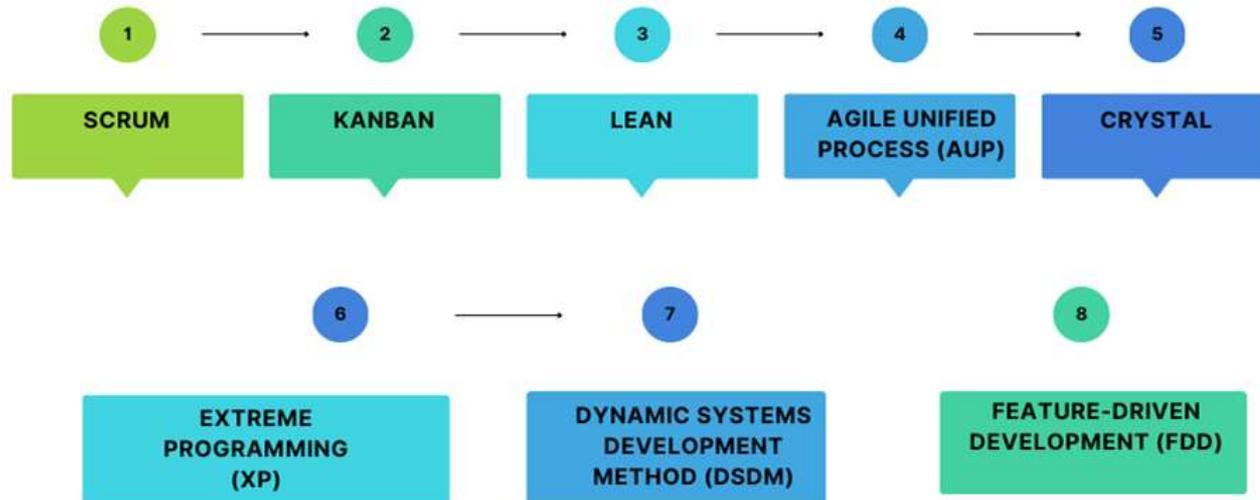 1
2
3
4
5
SCRUM
KANBAN
LEAN
AGILE UNIFIED
PROCESS (AUP)
CRYSTAL
6
7
8
EXTREME
PROGRAMMING
(XP)
DYNAMIC SYSTEMS
DEVELOPMENT
METHOD (DSDM)
FEATURE-DRIVEN
DEVELOPMENT (FDD)